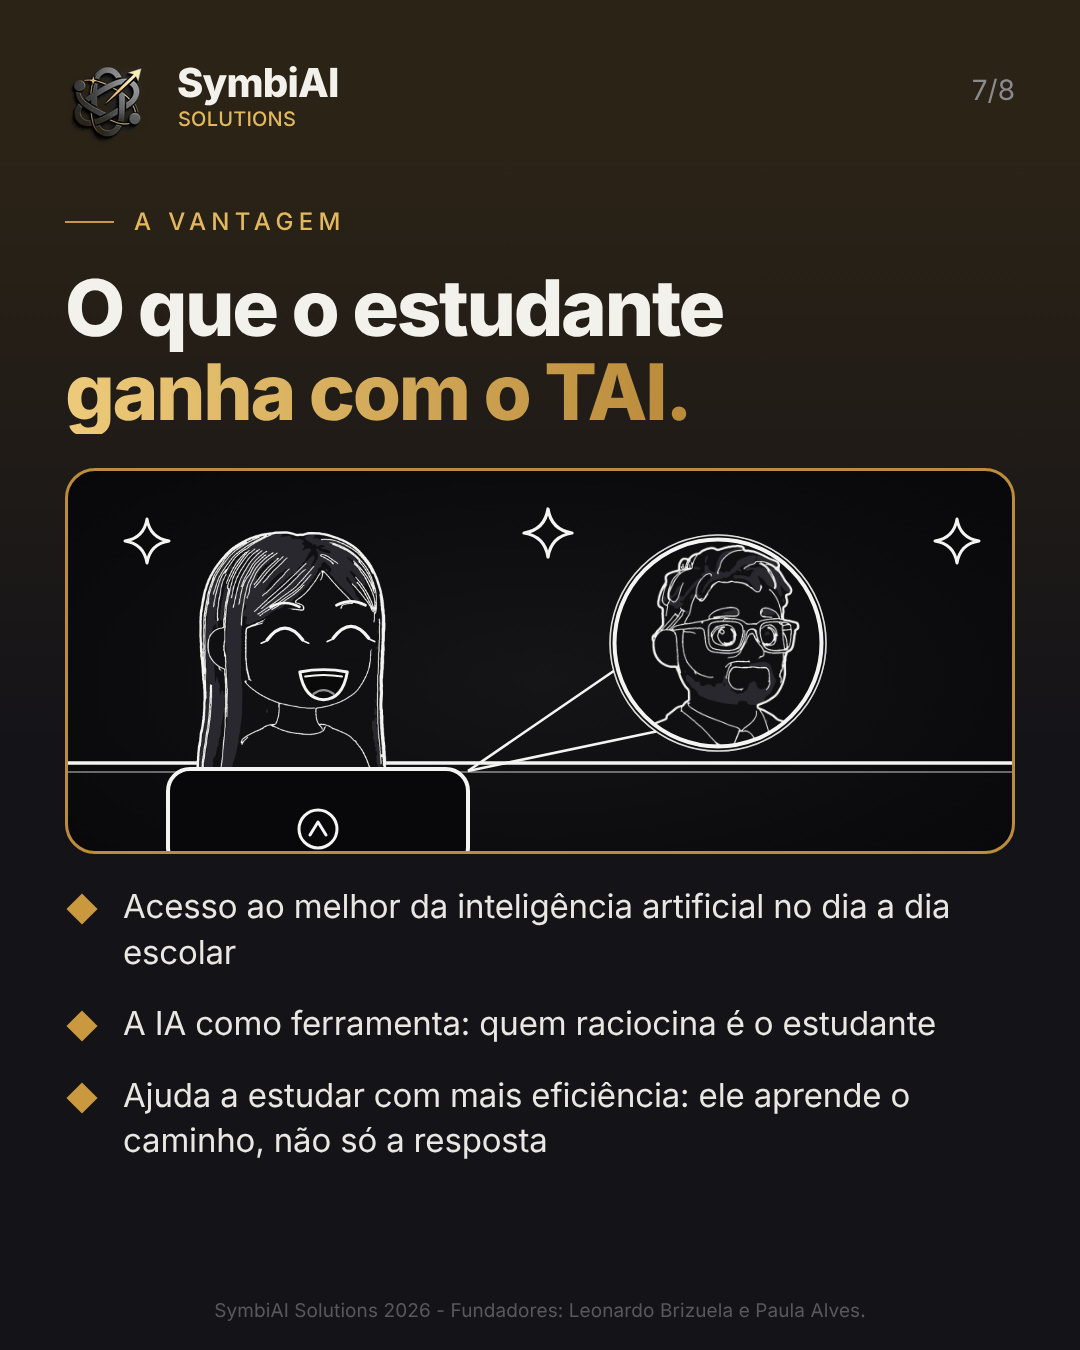 SymbiAI
SOLUTIONS
7/8
A VANTAGEM
O que o estudante
ganha com o TAI.
Acesso ao melhor da inteligência artificial no dia a dia
escolar
A IA como ferramenta: quem raciocina é o estudante
Ajuda a estudar com mais eficiência: ele aprende o
caminho, não só a resposta
SymbiAI Solutions 2026 - Fundadores: Leonardo Brizuela e Paula Alves.